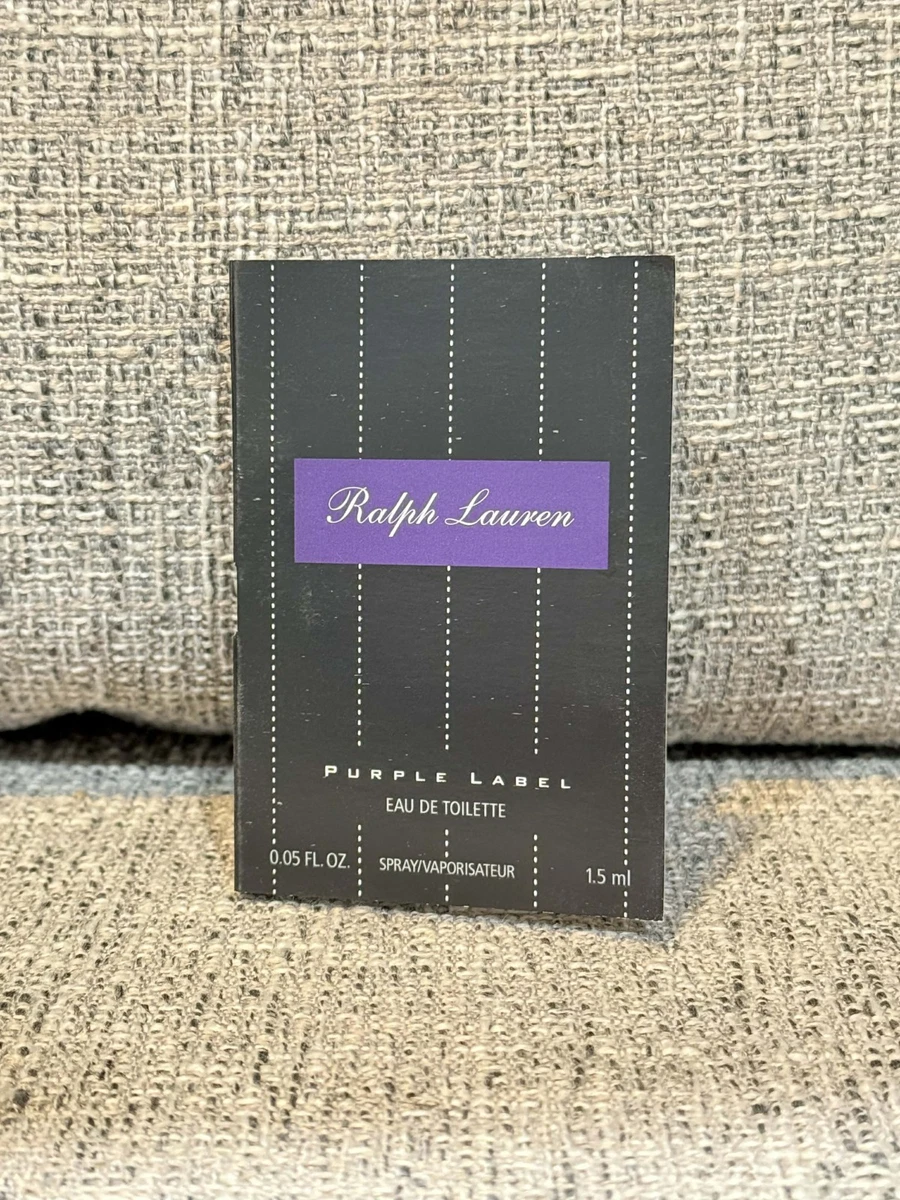 Ralph Lauren
PURPLE LABEL
EAU DE TOILETTE
0.05 FL. OZ. SPRAY/VAPORISATEUR 1.5 ml